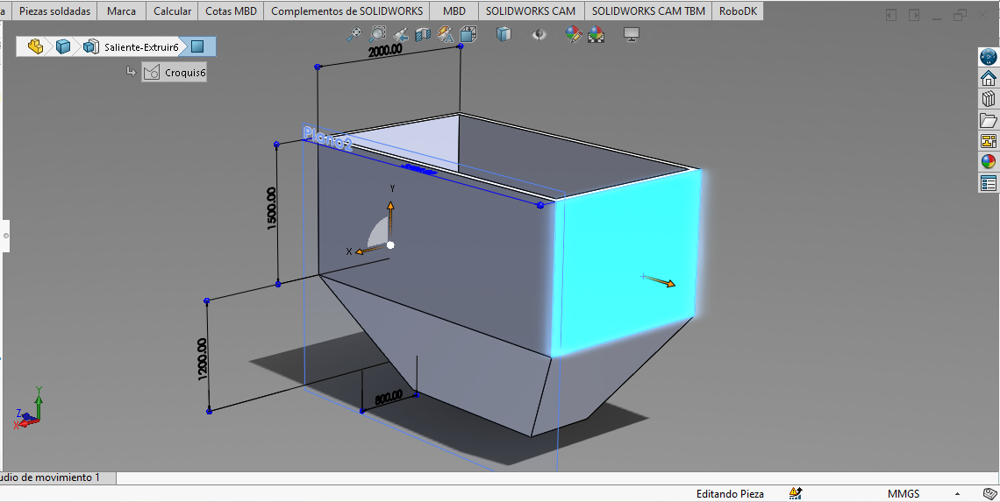 Piezas soldadas
Marca
Calcular
Cotas MBD
Complementos de SOLIDWORKS
MBD
SOLIDWORKS CAM
SOLIDWORKS CAM TBM
RoboDK
Saliente-Extruir6
Croquis6
2000.00
Plano2
1500.00
Y
X
1200.00
800.00
Y
Z
X
udio de movimiento 1
Editando Pieza
MMGS